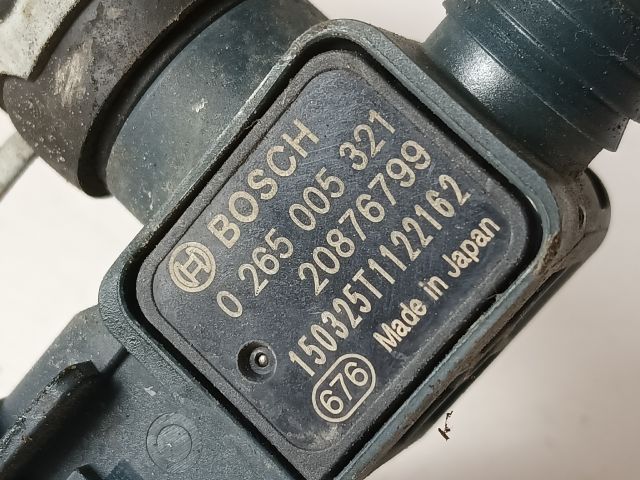 BOSCH
0 265 005 321
20876799
150325T1122162
676 Made in Japan